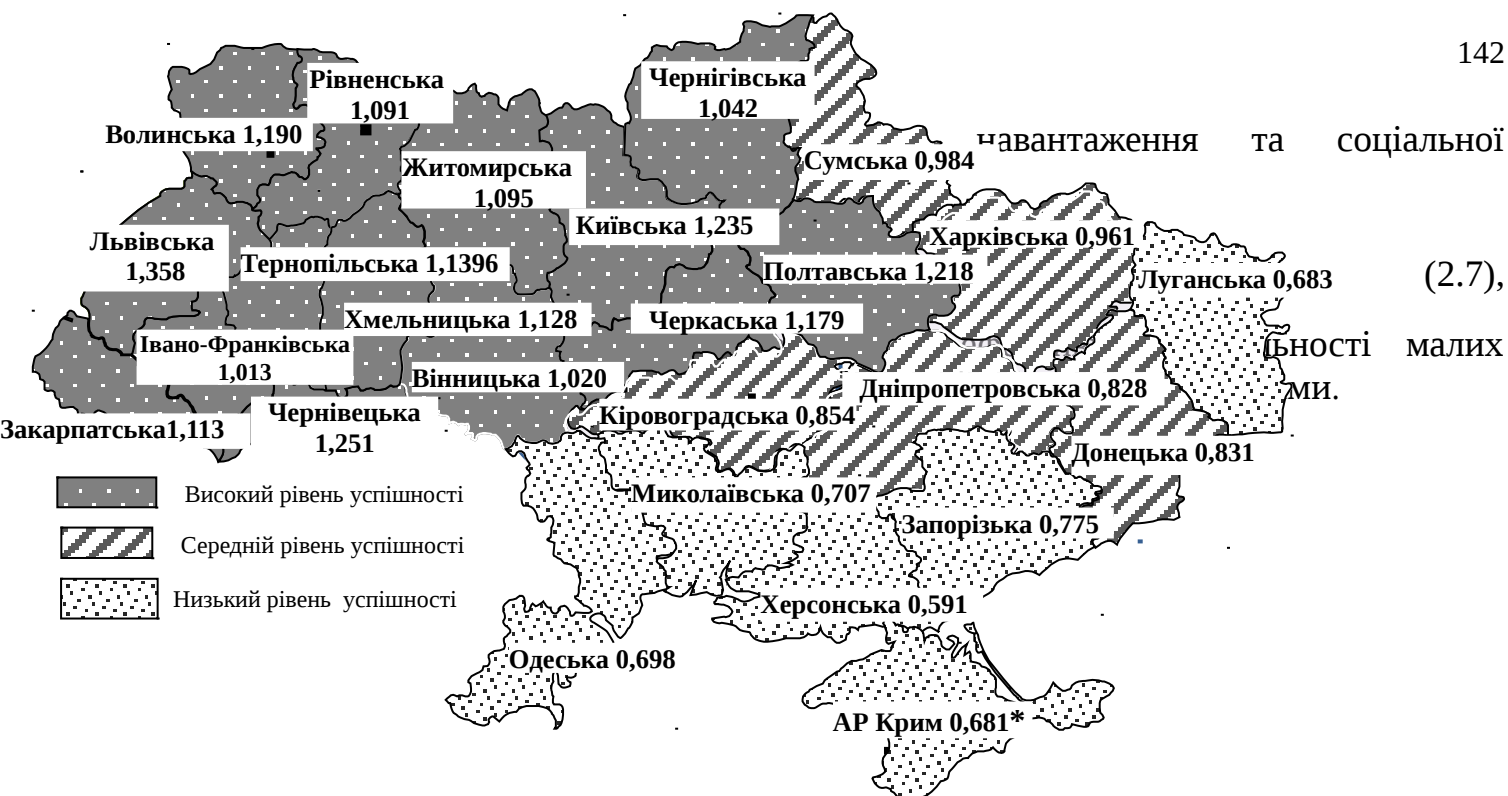 142
Рівненська
1,091
Чернігівська
1,042
Волинська 1,190
навантаження та соціальної
Житомирська
1,095
Сумська 0,984
Київська 1,235
Харківська 0,961
Львівська
1,358
Тернопільська 1,1396
Полтавська 1,218
Луганська 0,683
(2.7),
Хмельницька 1,128
Черкаська 1,179
Івано-Франківська
1,013
ьності малих
Вінницька 1,020
Дніпропетровська 0,828
ми.
Закарпатська1,113
Чернівецька
1,251
Кіровоградська 0,854
Донецька 0,831
Високий рівень успішності
Миколаївська 0,707
Запорізька 0,775
Середній рівень успішності
Низький рівень успішності
Херсонська 0,591
Одеська 0,698
АР Крим 0,681*